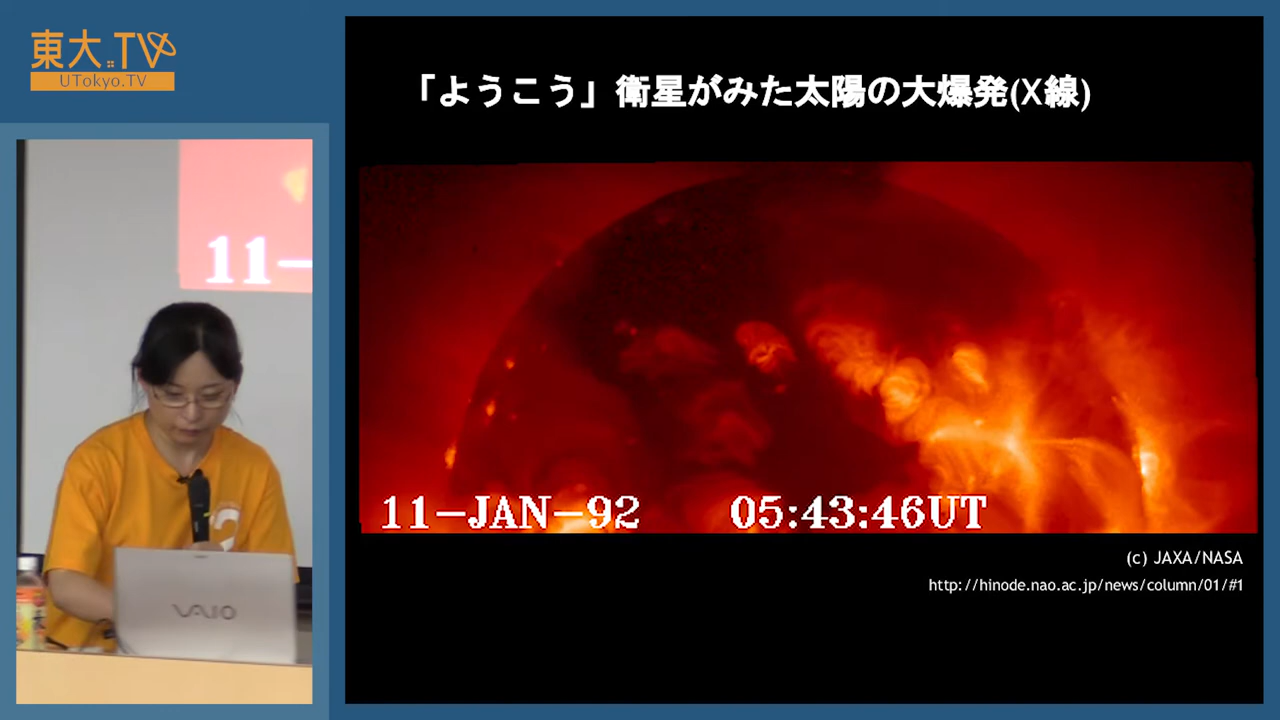 東大.TV
UTokyo.TV
「ようこう」衛星がみた太陽の大爆発(X線)
11-
11-JAN-92 05:43:46UT
(c) JAXA/NASA
http://hinode.nao.ac.jp/news/column/01/#1
2
VAIO